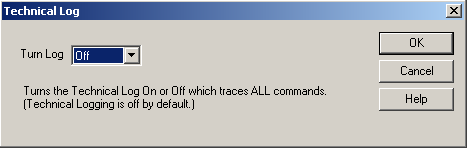 Technical Log
Turn Log Off
OK
Cancel
Help
Turns the Technical Log On or Off which traces ALL commands.
(Technical Logging is off by default.)